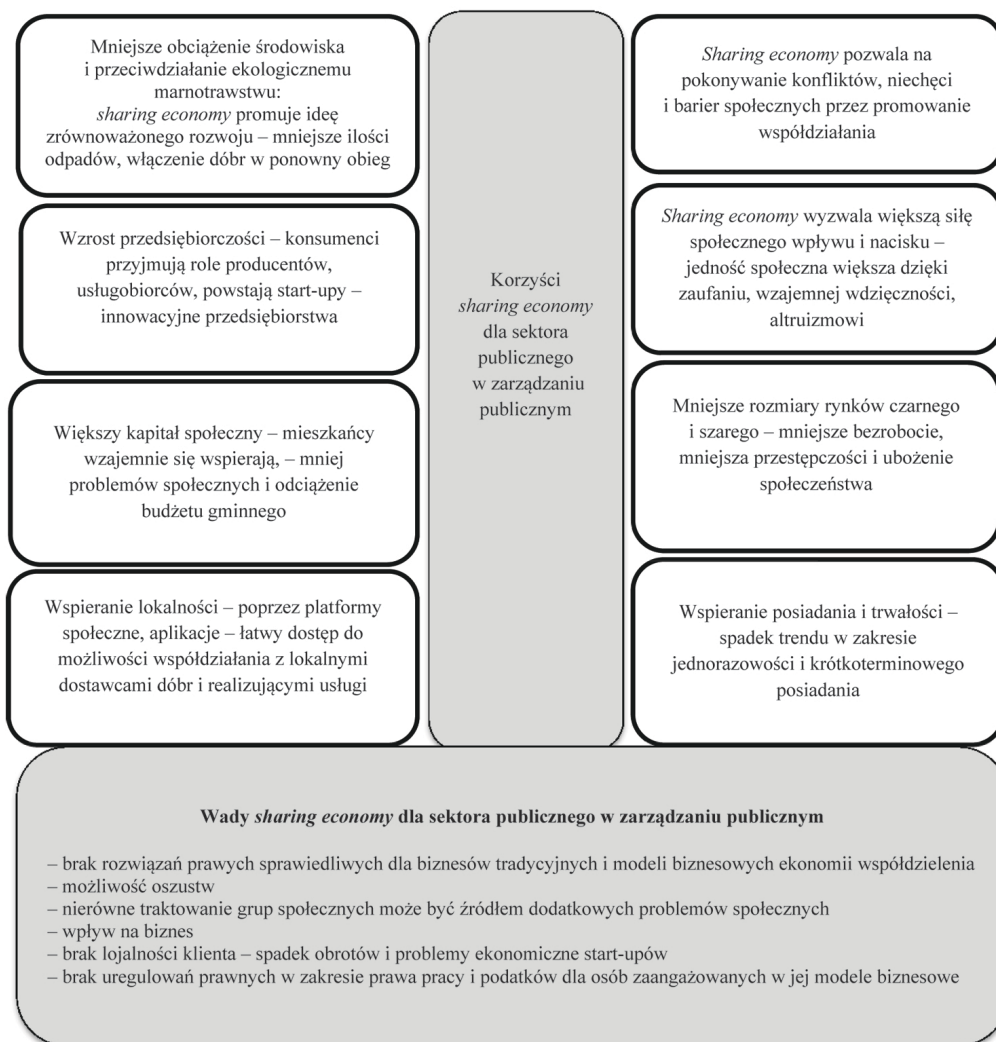 Mniejsze obciążenie środowiska
i przeciwdziałanie ekologicznemu
marnotrawstwu:
sharing economy promuje ideę
zrównoważonego rozwoju – mniejsze ilości
odpadów, włączenie dóbr w ponowny obieg
Wzrost przedsiębiorczości – konsumenci
przyjmują role producentów,
usługobiorców, powstają start-upy –
innowacyjne przedsiębiorstwa
Większy kapitał społeczny – mieszkańcy
wzajemnie się wspierają, – mniej
problemów społecznych i odciążenie
budżetu gminnego
Wspieranie lokalności – poprzez platformy
społeczne, aplikacje – łatwy dostęp do
możliwości współdziałania z lokalnymi
dostawcami dóbr i realizującymi usługi
Korzyści
sharing economy
dla sektora
publicznego
w zarządzaniu
publicznym
Sharing economy pozwala na
pokonywanie konfliktów, niechęci
i barier społecznych przez promowanie
współdziałania
Sharing economy wyzwala większą siłę
społecznego wpływu i nacisku –
jedność społeczna większa dzięki
zaufaniu, wzajemnej wdzięczności,
altruizmowi
Mniejsze rozmiary rynków czarnego
i szarego – mniejsze bezrobocie,
mniejsza przestępczości i ubożenie
społeczeństwa
Wspieranie posiadania i trwałości –
spadek trendu w zakresie
jednorazowości i krótkoterminowego
posiadania
Wady sharing economy dla sektora publicznego w zarządzaniu publicznym
– brak rozwiązań prawych sprawiedliwych dla biznesów tradycyjnych i modeli biznesowych ekonomii współdzielenia
– możliwość oszustw
– nierówne traktowanie grup społecznych może być źródłem dodatkowych problemów społecznych
– wpływ na biznes
– brak lojalności klienta – spadek obrotów i problemy ekonomiczne start-upów
– brak uregulowań prawnych w zakresie prawa pracy i podatków dla osób zaangażowanych w jej modele biznesowe